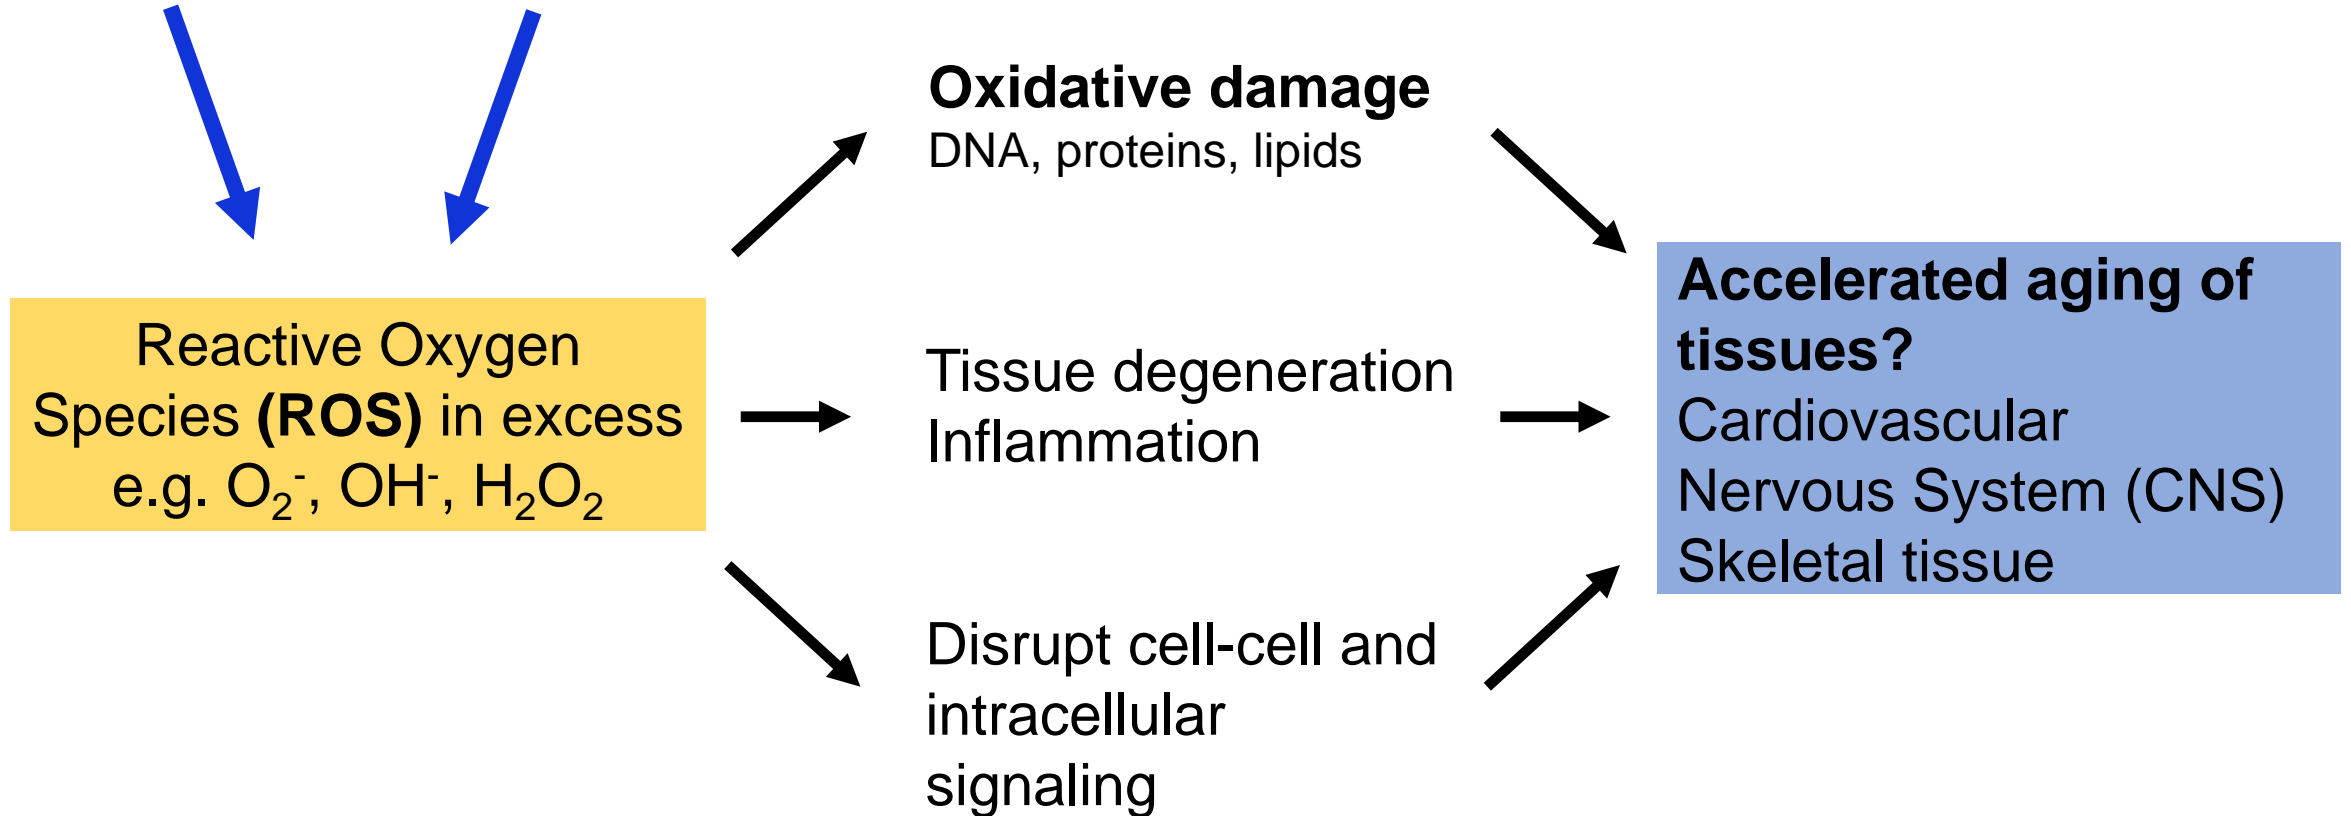 Oxidative damage
DNA, proteins, lipids
Reactive Oxygen
Species (ROS) in excess
e.g. O₂⁻, OH⁻, H₂O₂
Tissue degeneration
Inflammation
Disrupt cell-cell and
intracellular
signaling
Accelerated aging of
tissues?
Cardiovascular
Nervous System (CNS)
Skeletal tissue